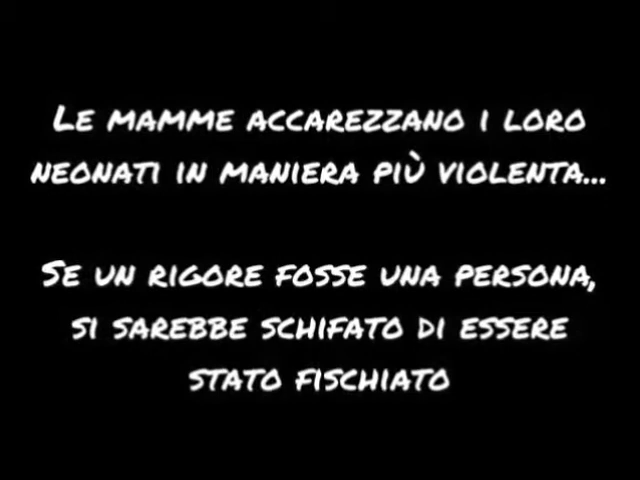 Le mamme accarezzano i loro
neonati in maniera più violenta...
Se un rigore fosse una persona,
si sarebbe schifato di essere
stato fischiato